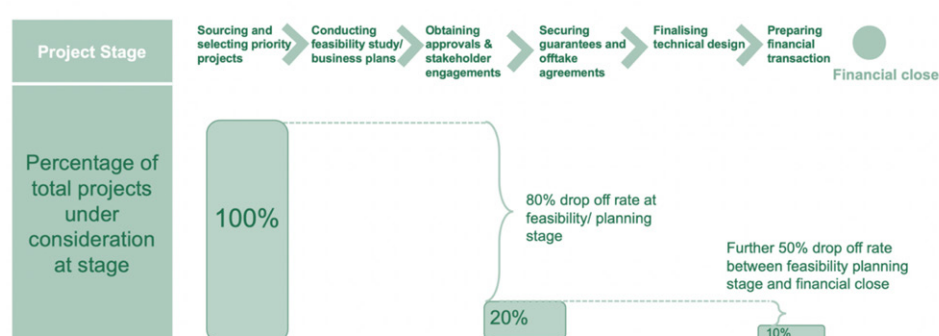 Project Stage
Sourcing and
selecting priority
projects
Conducting
feasibility study/
business plans
Obtaining
approvals &
stakeholder
engagements
Securing
guarantees and
offtake
agreements
Finalising
technical design
Preparing
financial
transaction
Financial close
Percentage of
total projects
under
consideration
at stage
100%
80% drop off rate at
feasibility/ planning
stage
20%
Further 50% drop off rate
between feasibility planning
stage and financial close
10%